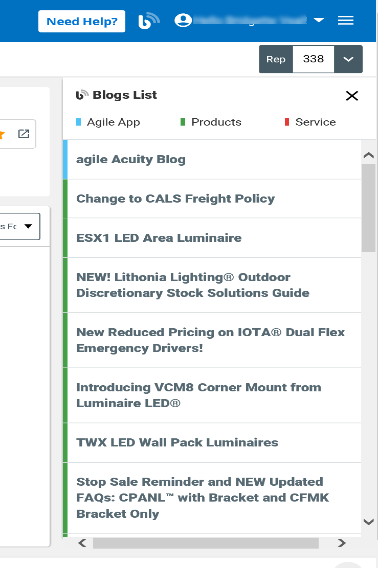 Need Help?
Rep 338
Blogs List
Agile App Products Service
agile Acuity Blog
Change to CALS Freight Policy
ESX1 LED Area Luminaire
NEW! Lithonia Lighting® Outdoor
Discretionary Stock Solutions Guide
New Reduced Pricing on IOTA® Dual Flex
Emergency Drivers!
Introducing VCM8 Corner Mount from
Luminaire LED®
TWX LED Wall Pack Luminaires
Stop Sale Reminder and NEW Updated
FAQs: CPANL™ with Bracket and CFMK
Bracket Only